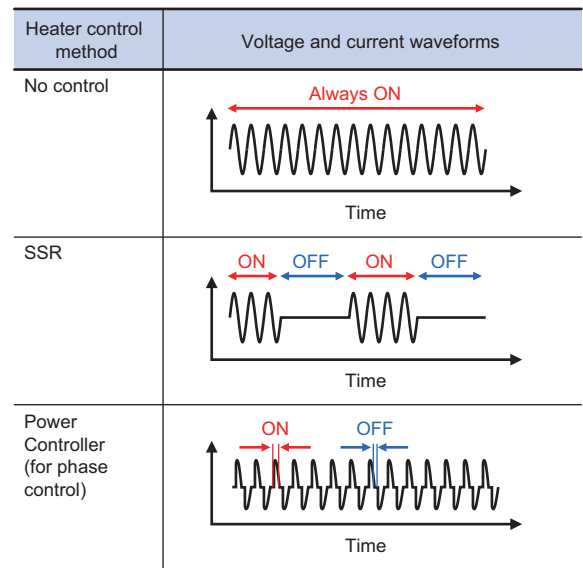 Heater control
method
Voltage and current waveforms
No control
Always ON
Time
SSR
ON OFF ON OFF
Time
Power
Controller
(for phase
control)
ON OFF
Time